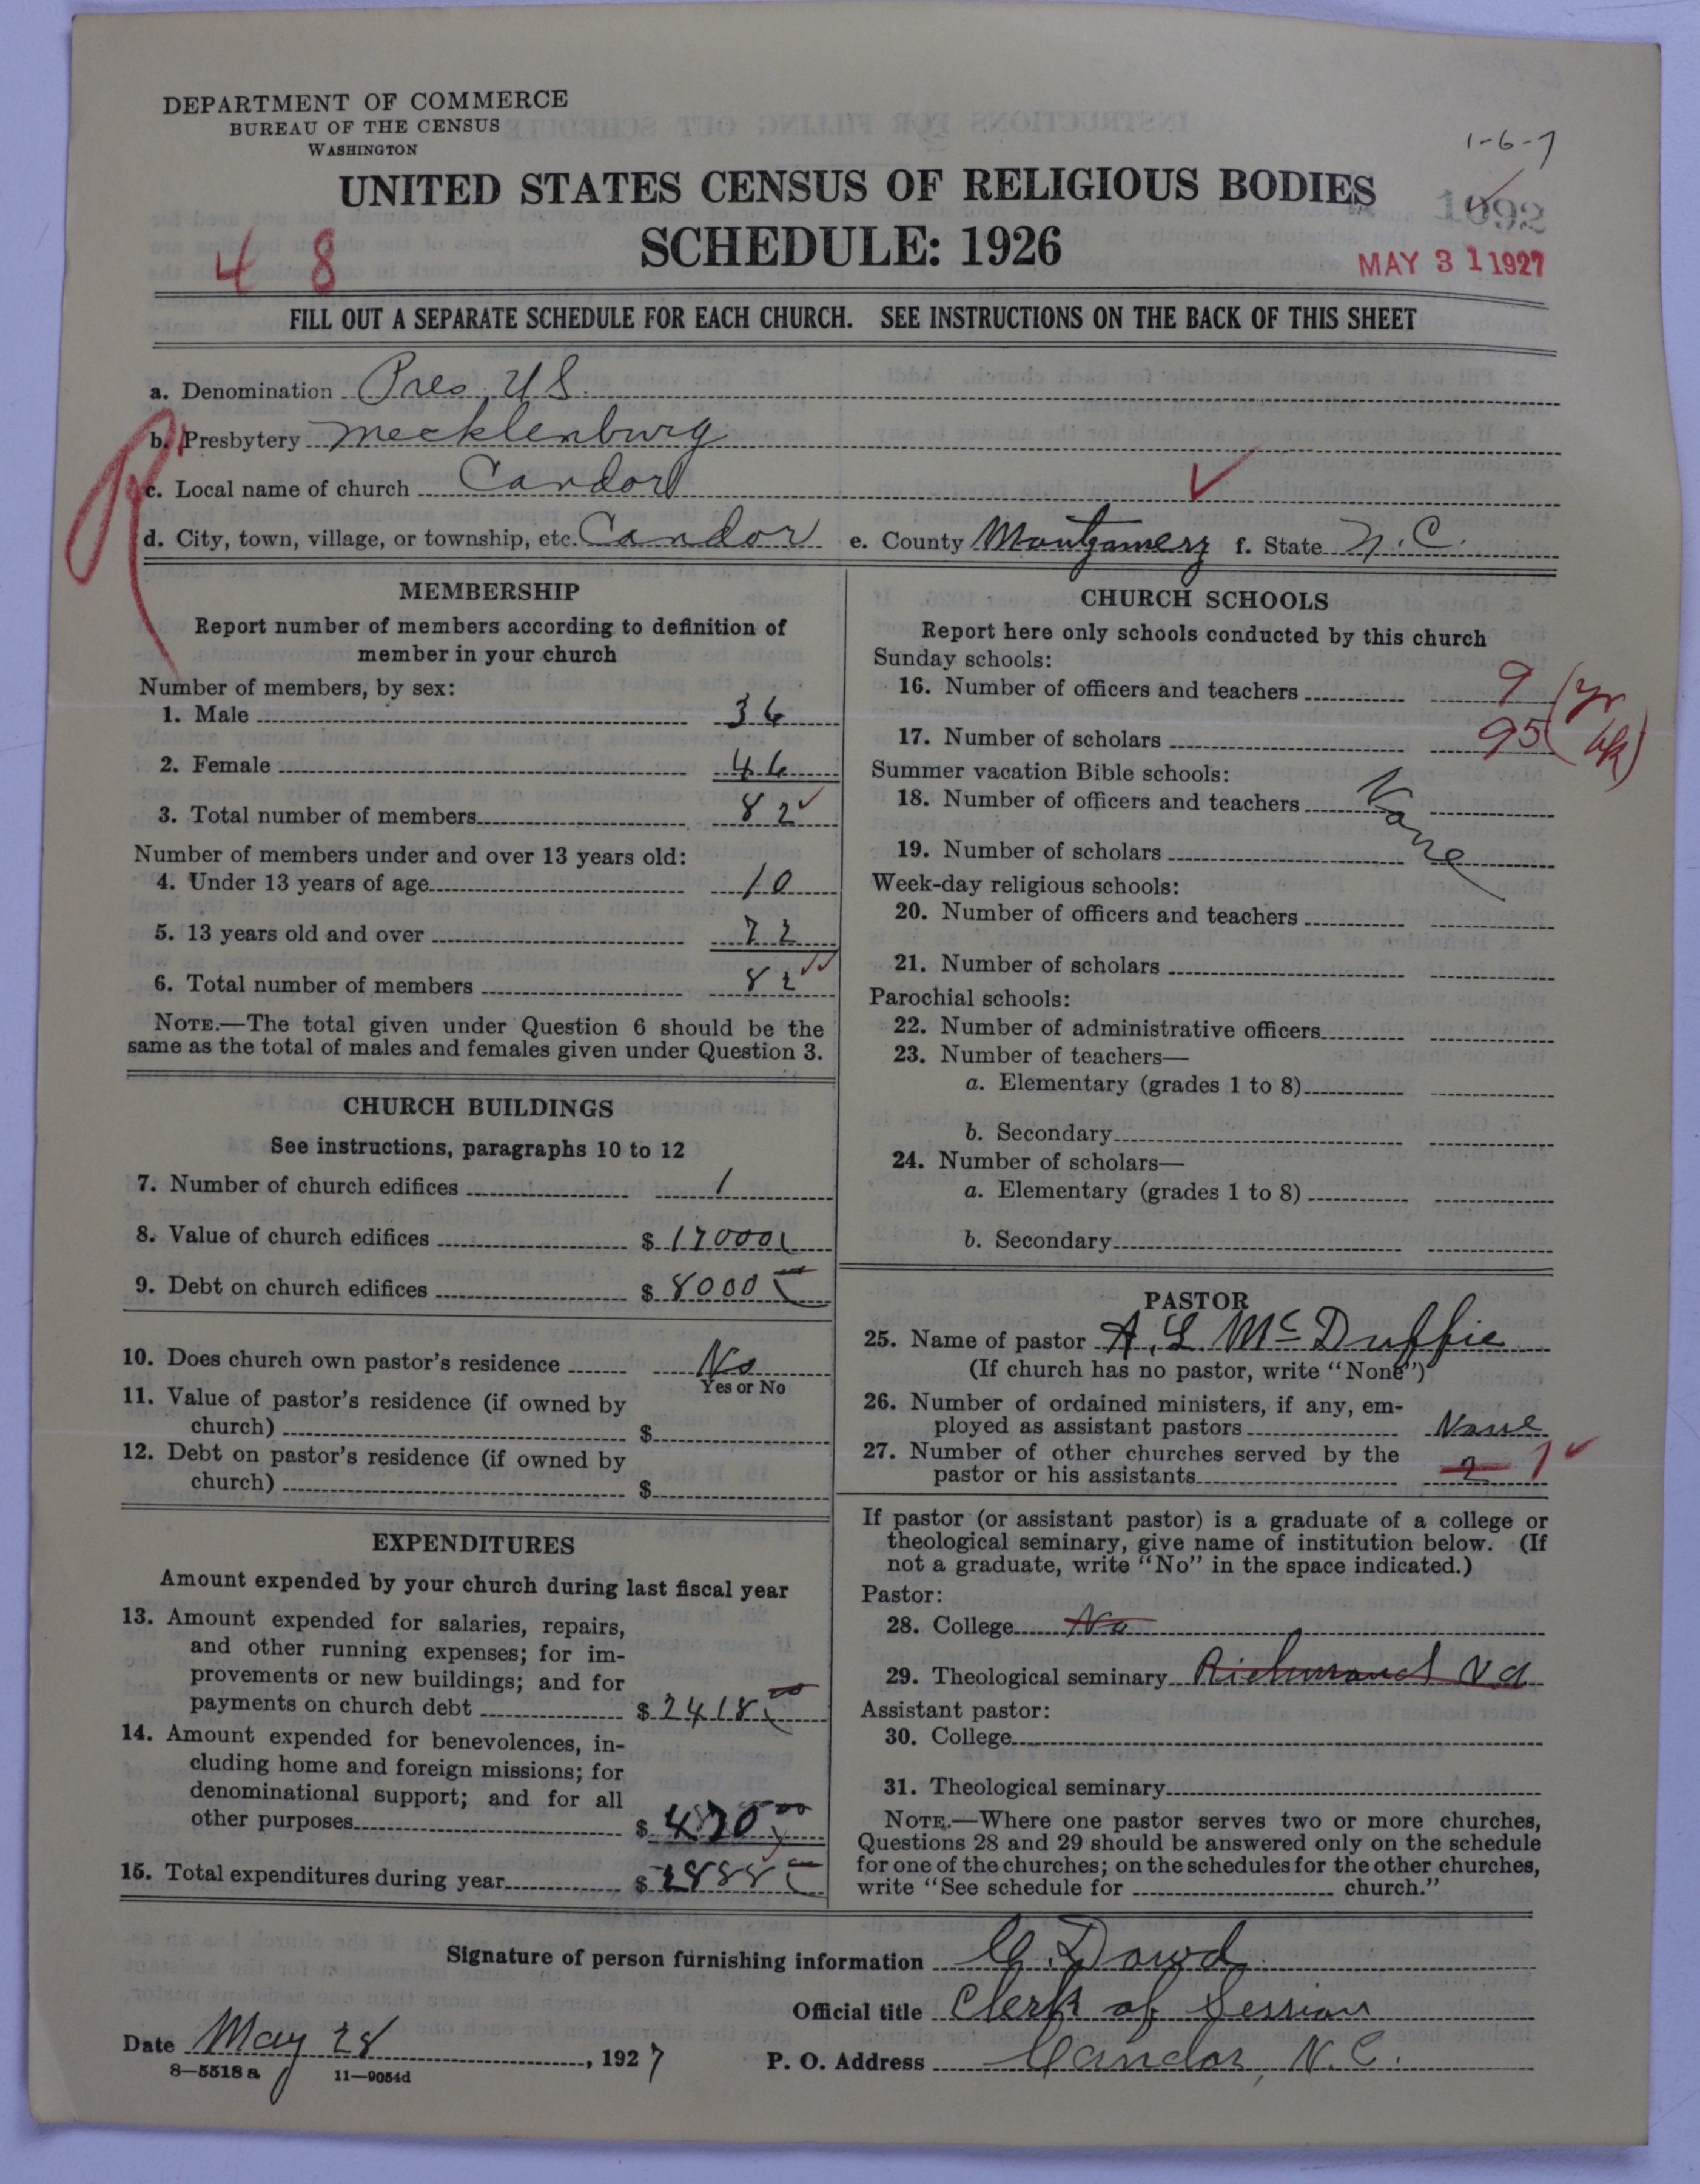 DEPARTMENT OF COMMERCE
BUREAU OF THE CENSUS
WASHINGTON
1-6-7
UNITED STATES CENSUS OF RELIGIOUS BODIES
SCHEDULE: 1926
1092
4 8
MAY 31 1927
FILL OUT A SEPARATE SCHEDULE FOR EACH CHURCH. SEE INSTRUCTIONS ON THE BACK OF THIS SHEET
a. Denomination Pres. US.
b. Presbytery Mecklenburg
c. Local name of church Candor
d. City, town, village, or township, etc. Candor e. County Montgomery f. State N.C.
MEMBERSHIP
Report number of members according to definition of
member in your church
Number of members, by sex:
1. Male 36
2. Female 46
3. Total number of members 82
Number of members under and over 13 years old:
4. Under 13 years of age 10
5. 13 years old and over 72
6. Total number of members 82
NOTE.—The total given under Question 6 should be the
same as the total of males and females given under Question 3.
CHURCH BUILDINGS
See instructions, paragraphs 10 to 12
7. Number of church edifices 1
8. Value of church edifices $ 17000
9. Debt on church edifices $ 8000
10. Does church own pastor's residence No
Yes or No
11. Value of pastor's residence (if owned by
church) $
12. Debt on pastor's residence (if owned by
church) $
EXPENDITURES
Amount expended by your church during last fiscal year
13. Amount expended for salaries, repairs,
and other running expenses; for im-
provements or new buildings; and for
payments on church debt $ 2418 00
14. Amount expended for benevolences, in-
cluding home and foreign missions; for
denominational support; and for all
other purposes $ 470 00
15. Total expenditures during year $ 2888
CHURCH SCHOOLS
Report here only schools conducted by this church
Sunday schools:
16. Number of officers and teachers 9
17. Number of scholars 95
Summer vacation Bible schools:
18. Number of officers and teachers None
19. Number of scholars
Week-day religious schools:
20. Number of officers and teachers
21. Number of scholars
Parochial schools:
22. Number of administrative officers
23. Number of teachers—
a. Elementary (grades 1 to 8)
b. Secondary
24. Number of scholars—
a. Elementary (grades 1 to 8)
b. Secondary
PASTOR
25. Name of pastor A. L. McDuffie
(If church has no pastor, write "None")
26. Number of ordained ministers, if any, em-
ployed as assistant pastors None
27. Number of other churches served by the
pastor or his assistants 2 1
If pastor (or assistant pastor) is a graduate of a college or
theological seminary, give name of institution below. (If
not a graduate, write "No" in the space indicated.)
Pastor:
28. College No
29. Theological seminary Richmond Va
Assistant pastor:
30. College
31. Theological seminary
NOTE.—Where one pastor serves two or more churches,
Questions 28 and 29 should be answered only on the schedule
for one of the churches; on the schedules for the other churches,
write "See schedule for church."
Signature of person furnishing information C. Dowd
Official title Clerk of Session
Date May 28, 1927 P. O. Address Candor, N.C.
8—5518 a 11—9054d